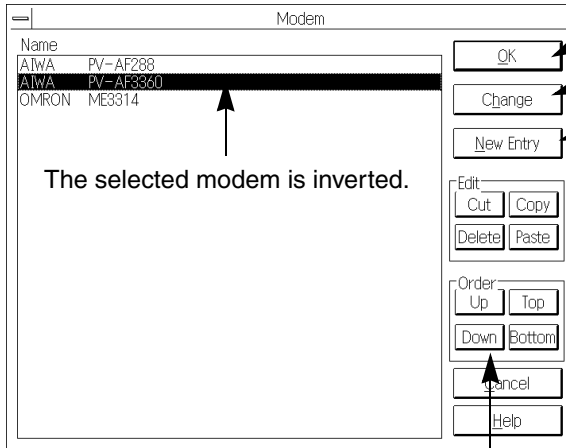 Modem
Name
AIWA PV-AF288
AIWA PV-AF3360
OMRON ME3314
The selected modem is inverted.
OK
Change
New Entry
Edit
Cut Copy
Delete Paste
Order
Up Top
Down Bottom
Cancel
Help